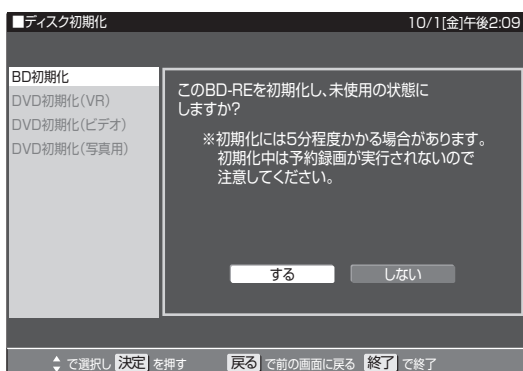 ■ディスク初期化 10/1[金]午後2:09
BD初期化
DVD初期化(VR)
DVD初期化(ビデオ)
DVD初期化(写真用)
このBD-REを初期化し、未使用の状態に
しますか?
※初期化には5分程度かかる場合があります。
初期化中は予約録画が実行されないので
注意してください。
する しない
で選択し 決定 を押す 戻る で前の画面に戻る 終了 で終了